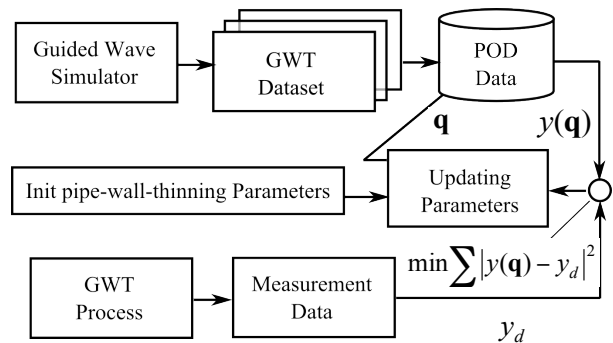 Guided Wave
Simulator
GWT
Dataset
POD
Data
q
y(q)
Init pipe-wall-thinning Parameters
Updating
Parameters
GWT
Process
Measurement
Data
min∑|y(q) − y_d|²
y_d